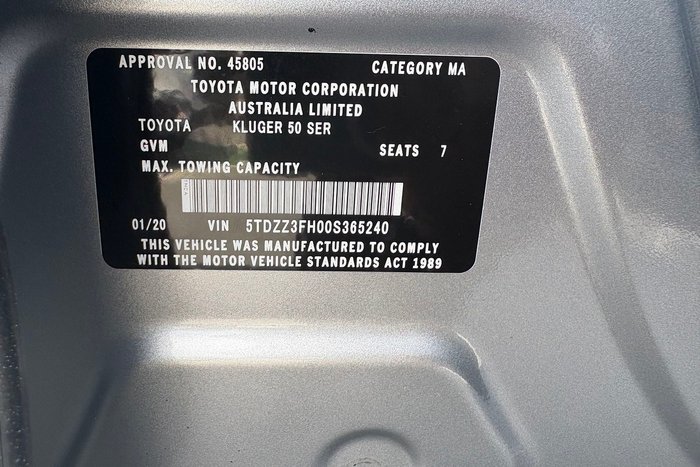 APPROVAL NO. 45805 CATEGORY MA
TOYOTA MOTOR CORPORATION
AUSTRALIA LIMITED
TOYOTA KLUGER 50 SER
GVM SEATS 7
MAX. TOWING CAPACITY
01/20 VIN 5TDZZ3FH00S365240
THIS VEHICLE WAS MANUFACTURED TO COMPLY
WITH THE MOTOR VEHICLE STANDARDS ACT 1989